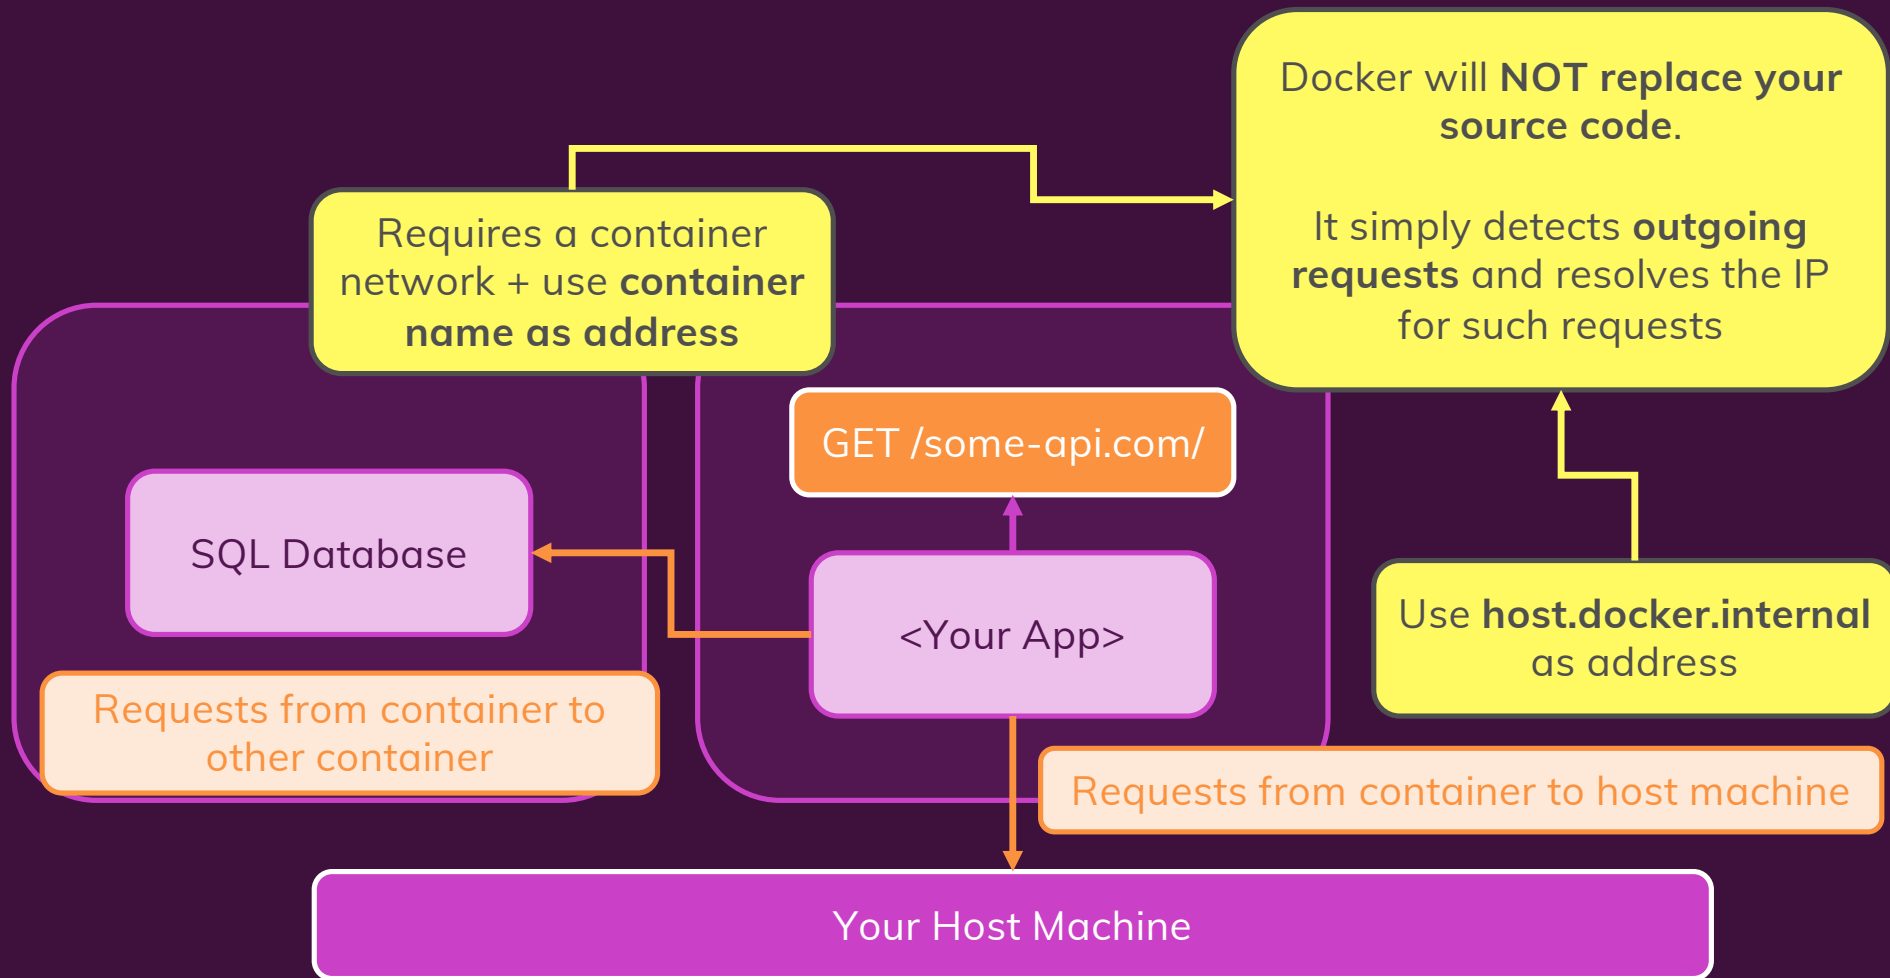 Docker will NOT replace your
source code.
It simply detects outgoing
requests and resolves the IP
for such requests
Requires a container
network + use container
name as address
GET /some-api.com/
SQL Database
<Your App>
Use host.docker.internal
as address
Requests from container to
other container
Requests from container to host machine
Your Host Machine